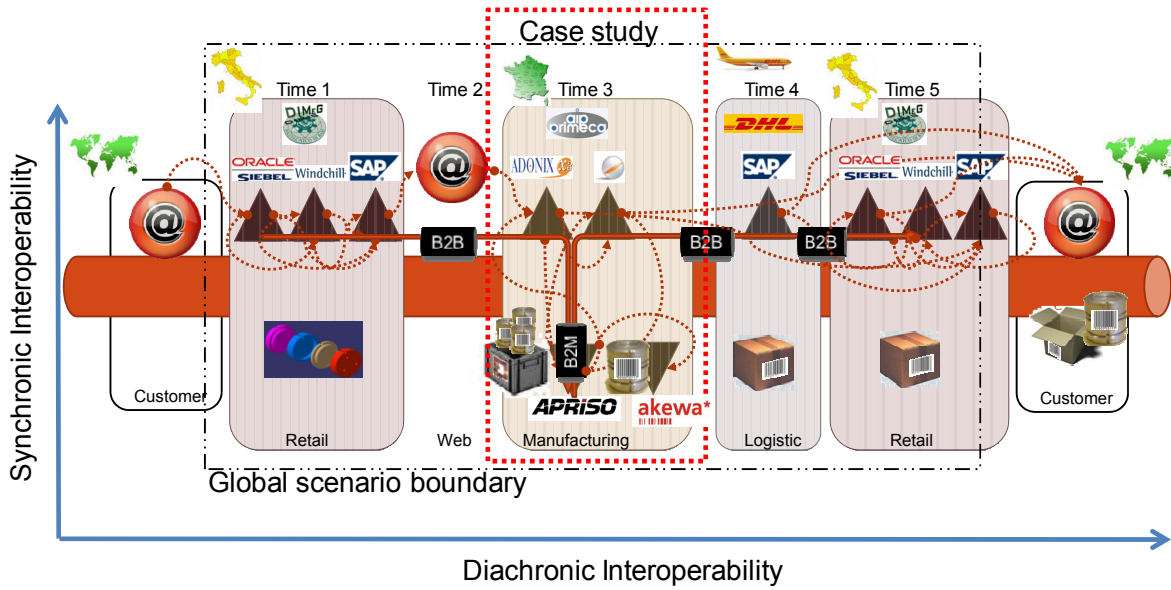 Case study
Time 1
Time 2
Time 3
Time 4
Time 5
DIMEG
aip
primeca
DHL
DIMEG
ORACLE
SIEBEL
Windchill
SAP
@
ADONIX
SAP
ORACLE
SIEBEL
Windchill
SAP
@
@
B2B
B2B
B2B
B2M
APRISO
akewa*
Customer
Retail
Web
Manufacturing
Logistic
Retail
Customer
Global scenario boundary
Synchronic Interoperability
Diachronic Interoperability